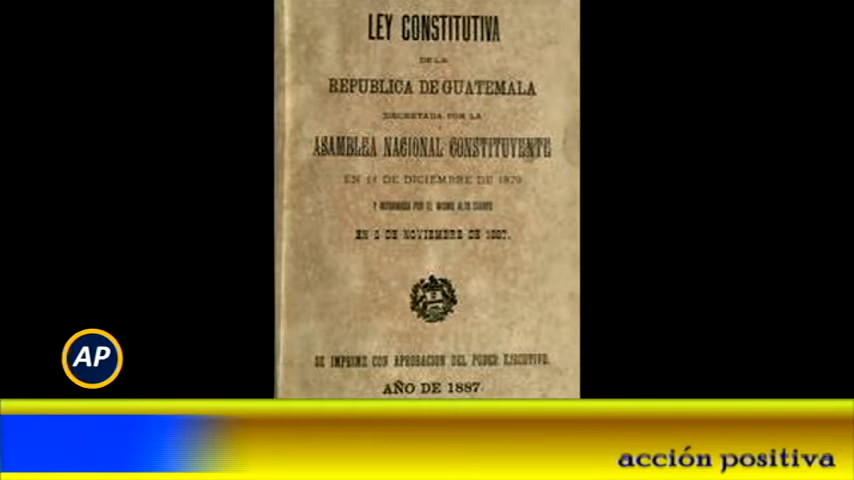 LEY CONSTITUTIVA
DE LA
REPUBLICA DE GUATEMALA
DECRETADA POR LA
ASAMBLEA NACIONAL CONSTITUYENTE
EN 11 DE DICIEMBRE DE 1879
Y REFORMADA POR EL MISMO ALTO CUERPO
EN 5 DE NOVIEMBRE DE 1887.
SE IMPRIME CON APROBACION DEL PODER EJECUTIVO.
AÑO DE 1887
AP
acción positiva